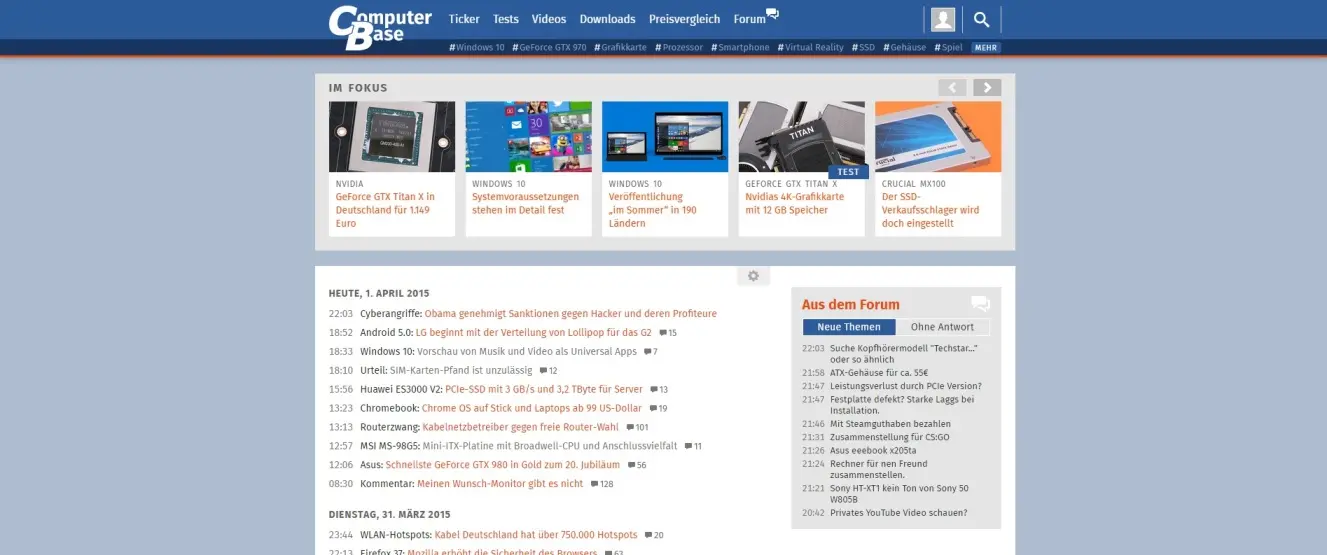 Computer Base
Ticker Tests Videos Downloads Preisvergleich Forum
#Windows 10 #GeForce GTX 970 #Grafikkarte #Prozessor #Smartphone #Virtual Reality #SSD #Gehäuse #Spiel MEHR
IM FOKUS
TITAN
TEST
crucial
NVIDIA
GeForce GTX Titan X in
Deutschland für 1.149
Euro
WINDOWS 10
Systemvoraussetzungen
stehen im Detail fest
WINDOWS 10
Veröffentlichung
„im Sommer“ in 190
Ländern
GEFORCE GTX TITAN X
Nvidias 4K-Grafikkarte
mit 12 GB Speicher
CRUCIAL MX100
Der SSD-
Verkaufsschlager wird
doch eingestellt
HEUTE, 1. APRIL 2015
22:03 Cyberangriffe: Obama genehmigt Sanktionen gegen Hacker und deren Profiteure
18:52 Android 5.0: LG beginnt mit der Verteilung von Lollipop für das G2 15
18:33 Windows 10: Vorschau von Musik und Video als Universal Apps 7
18:10 Urteil: SIM-Karten-Pfand ist unzulässig 12
15:56 Huawei ES3000 V2: PCIe-SSD mit 3 GB/s und 3,2 TByte für Server 13
13:23 Chromebook: Chrome OS auf Stick und Laptops ab 99 US-Dollar 19
13:13 Routerzwang: Kabelnetzbetreiber gegen freie Router-Wahl 101
12:57 MSI MS-98G5: Mini-ITX-Platine mit Broadwell-CPU und Anschlussvielfalt 11
12:06 Asus: Schnellste GeForce GTX 980 in Gold zum 20. Jubiläum 56
08:30 Kommentar: Meinen Wunsch-Monitor gibt es nicht 128
DIENSTAG, 31. MÄRZ 2015
23:44 WLAN-Hotspots: Kabel Deutschland hat über 750.000 Hotspots 20
22:13 Firefox 37: Mozilla erhöht die Sicherheit des Browsers 63
Aus dem Forum
Neue Themen Ohne Antwort
22:03 Suche Kopfhörermodell "Techstar..."
oder so ähnlich
21:58 ATX-Gehäuse für ca. 55€
21:47 Leistungsverlust durch PCIe Version?
21:47 Festplatte defekt? Starke Laggs bei
Installation.
21:46 Mit Steamguthaben bezahlen
21:31 Zusammenstellung für CS:GO
21:26 Asus eeebook x205ta
21:24 Rechner für nen Freund
zusammenstellen.
21:21 Sony HT-XT1 kein Ton von Sony 50
W805B
20:42 Privates YouTube Video schauen?